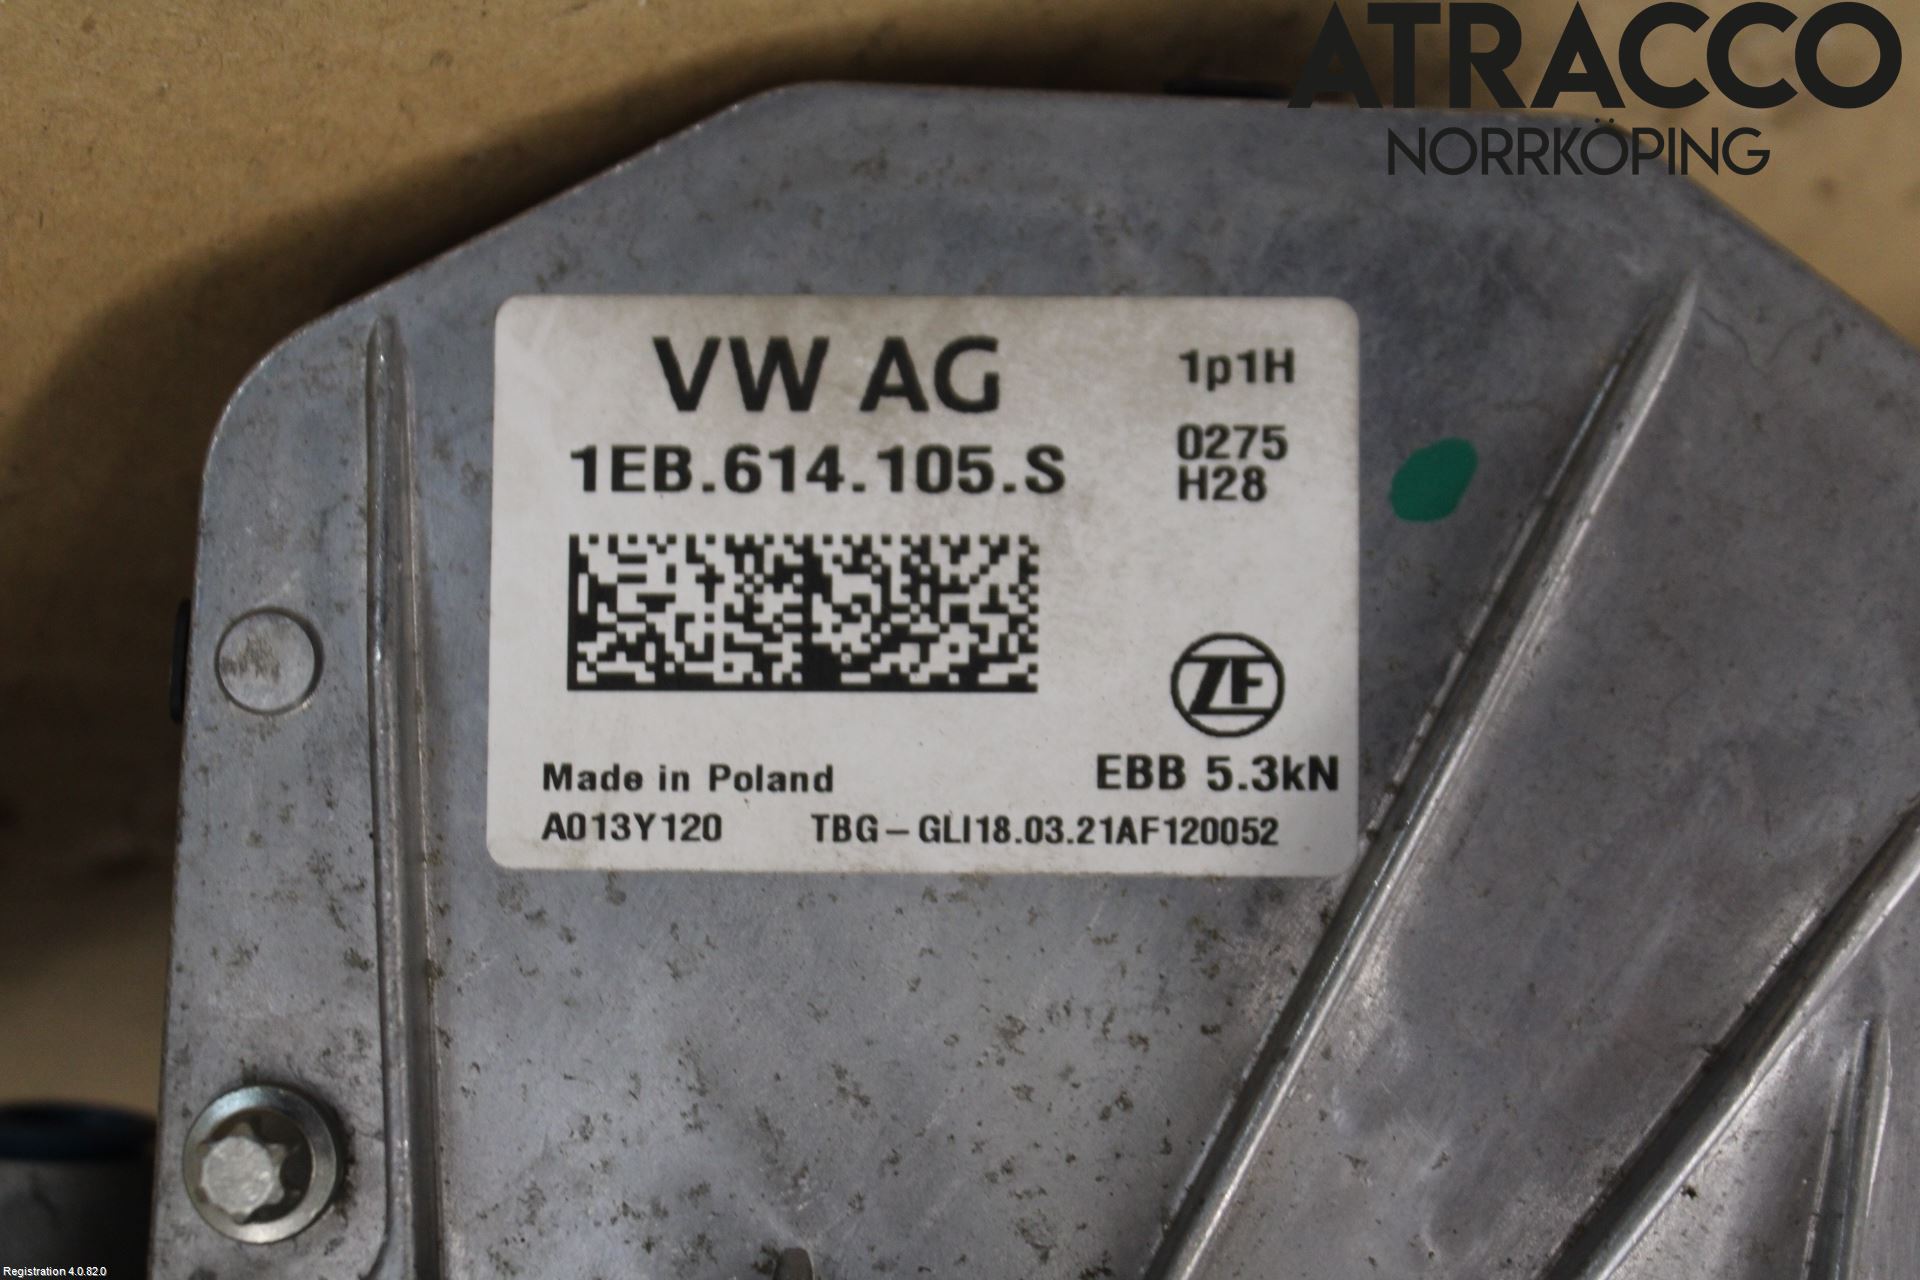 ATRACCO
NORRKÖPING
VW AG
1p1H
1EB.614.105.S
0275
H28
ZF
Made in Poland
EBB 5.3kN
A013Y120
TBG-GLI18.03.21AF120052
Registration 4.0.82.0